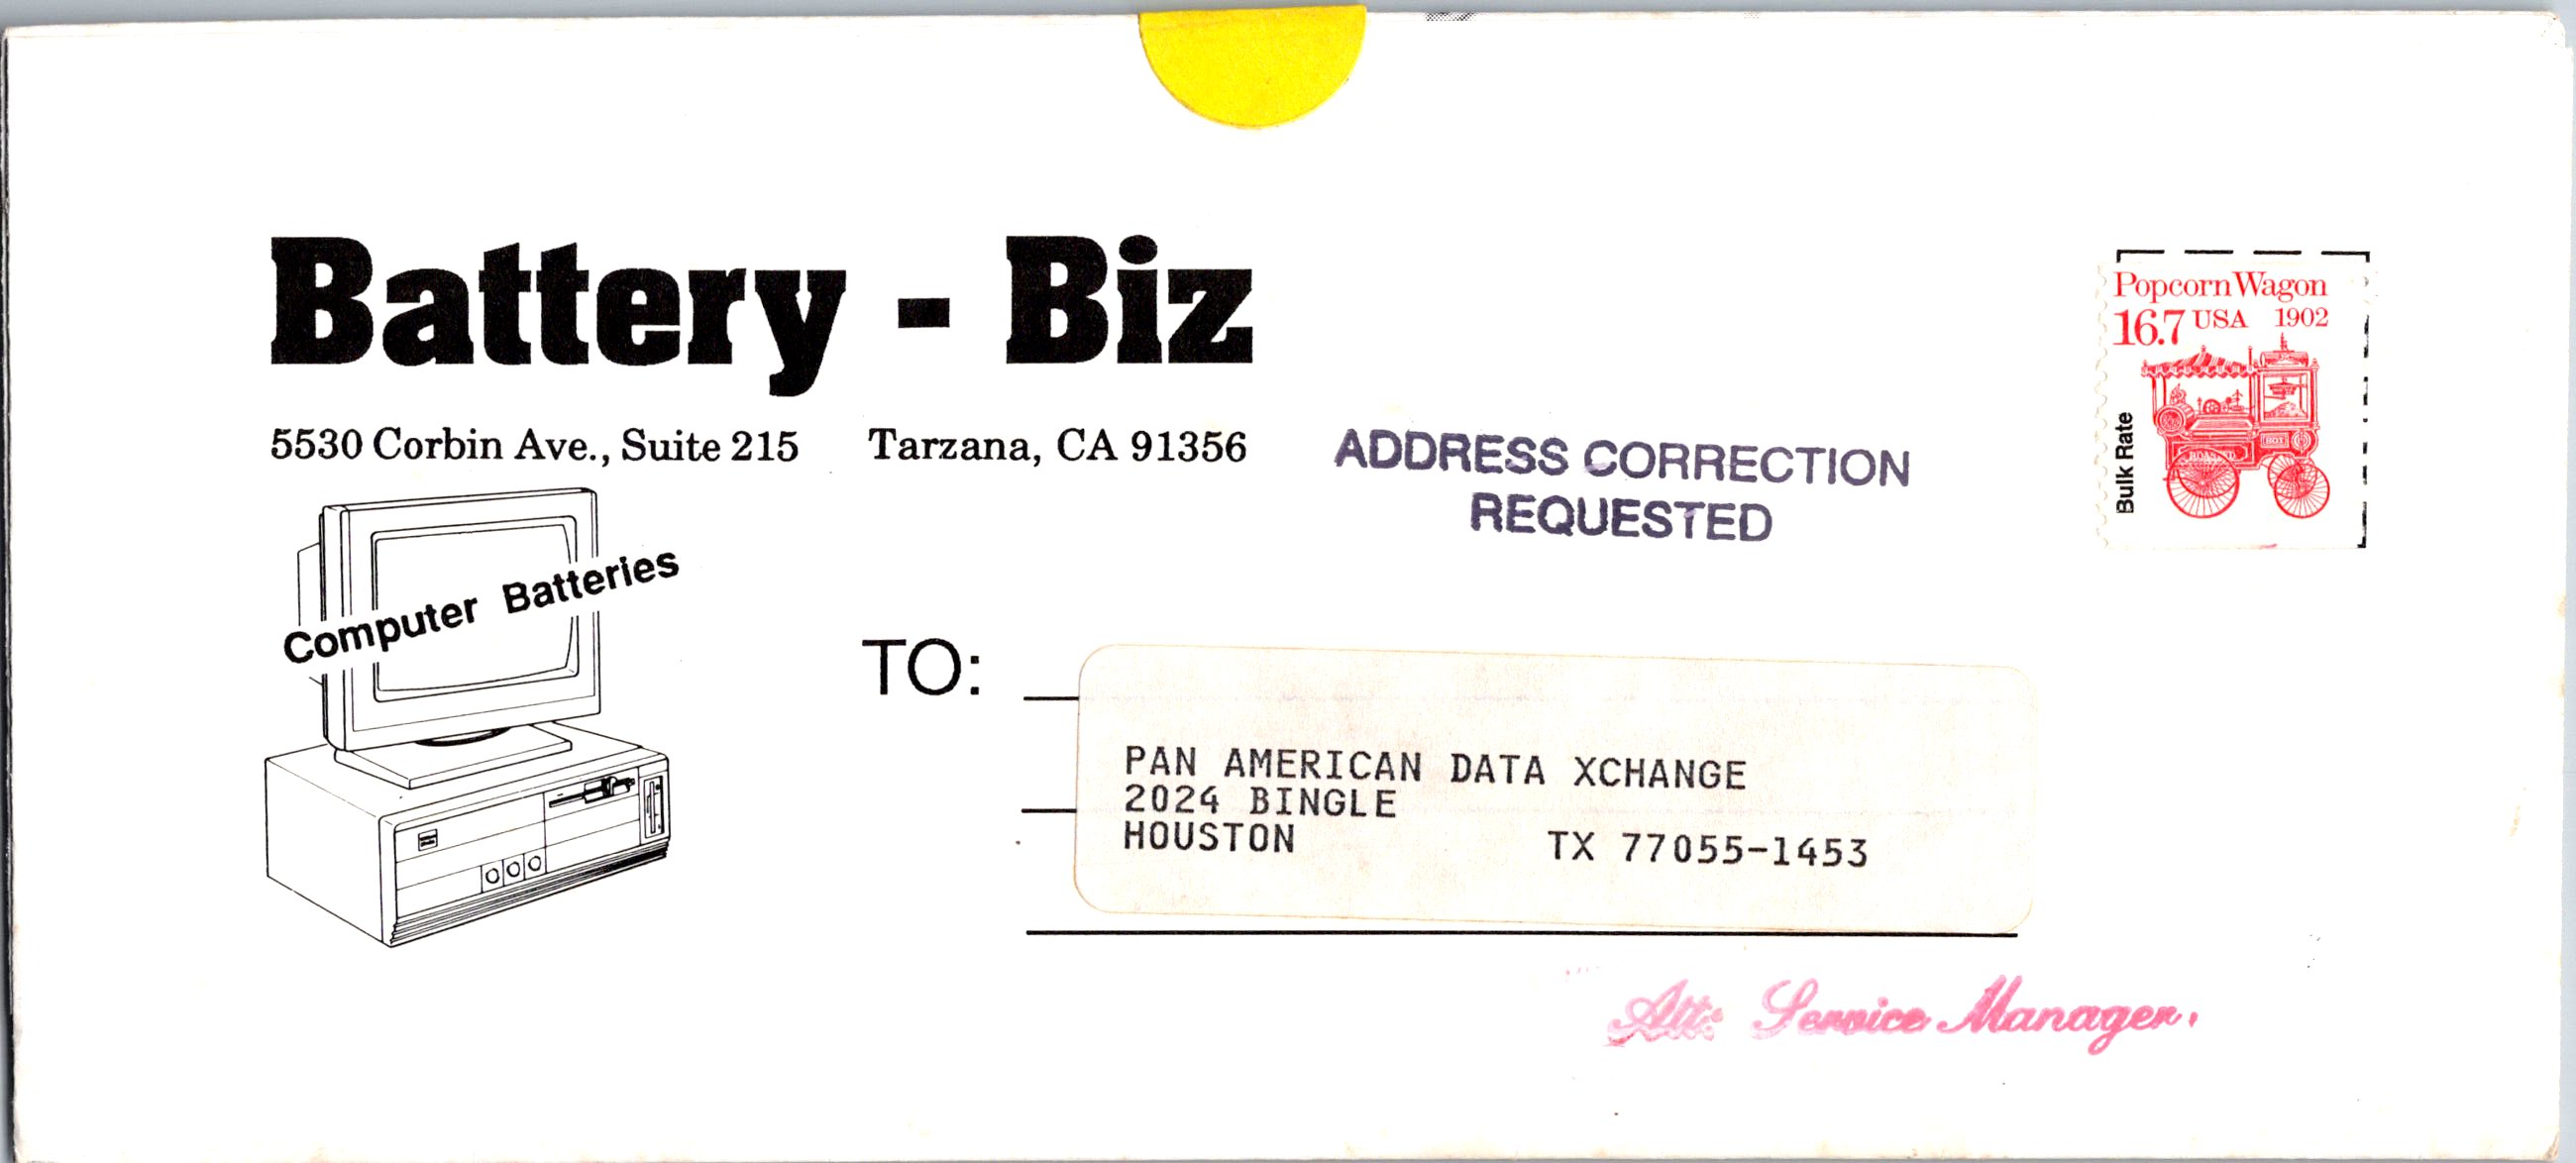 Battery - Biz
5530 Corbin Ave., Suite 215 Tarzana, CA 91356
Computer Batteries
ADDRESS CORRECTION
REQUESTED
Popcorn Wagon
16.7 USA 1902
Bulk Rate
TO:
PAN AMERICAN DATA XCHANGE
2024 BINGLE
HOUSTON TX 77055-1453
Att: Service Manager.